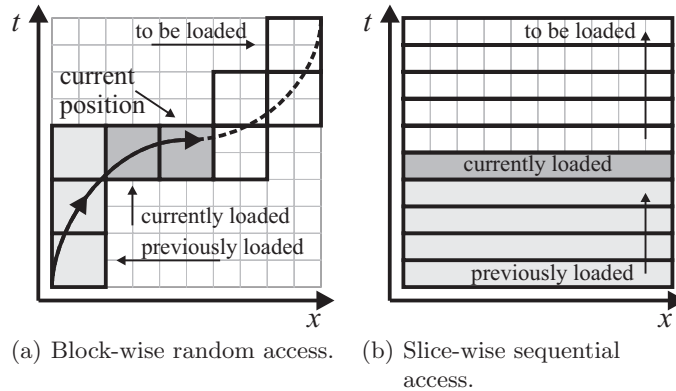 t
to be loaded
current
position
currently loaded
previously loaded
x
(a) Block-wise random access.
t
to be loaded
currently loaded
previously loaded
x
(b) Slice-wise sequential
access.